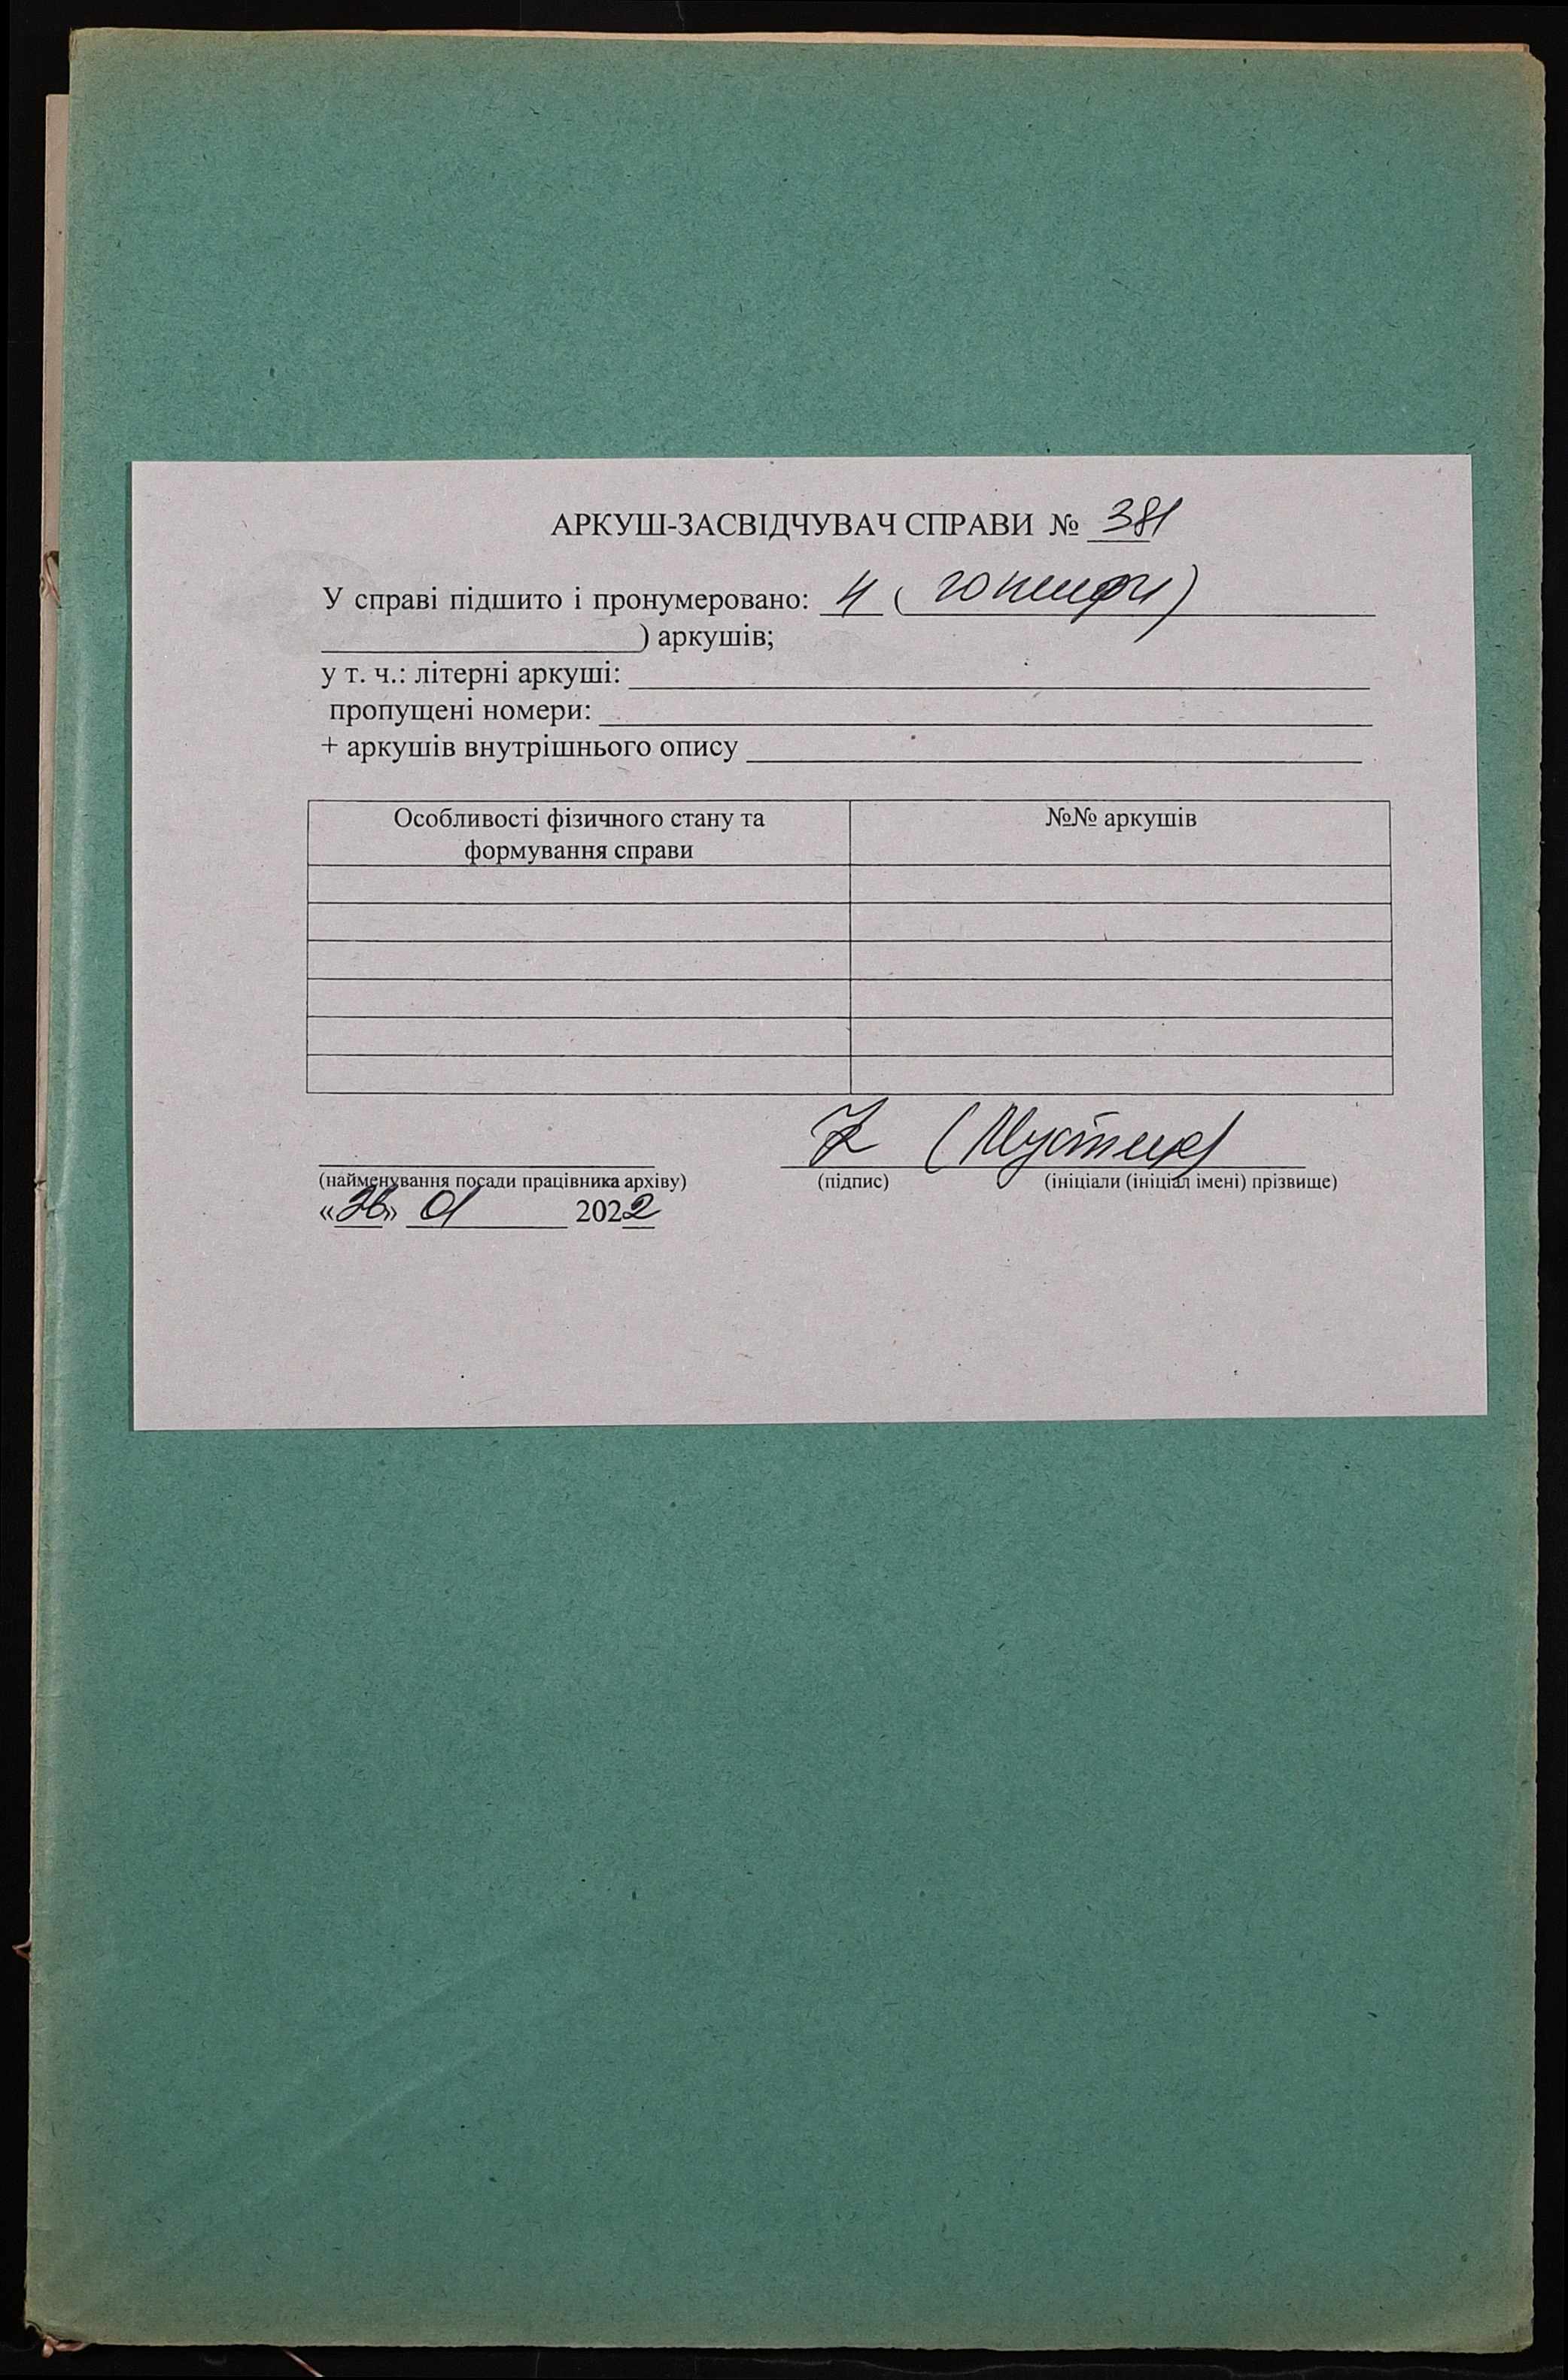 АРКУШ-ЗАСВІДЧУВАЧ СПРАВИ № 381
У справі підшито і пронумеровано: 4 (чотири)
) аркушів;
у т. ч.: літерні аркуші:
пропущені номери:
+ аркушів внутрішнього опису
Особливості фізичного стану та
формування справи
№№ аркушів
(найменування посади працівника архіву)
(підпис)
(ініціали (ініціал імені) прізвище)
«26» 01 2022